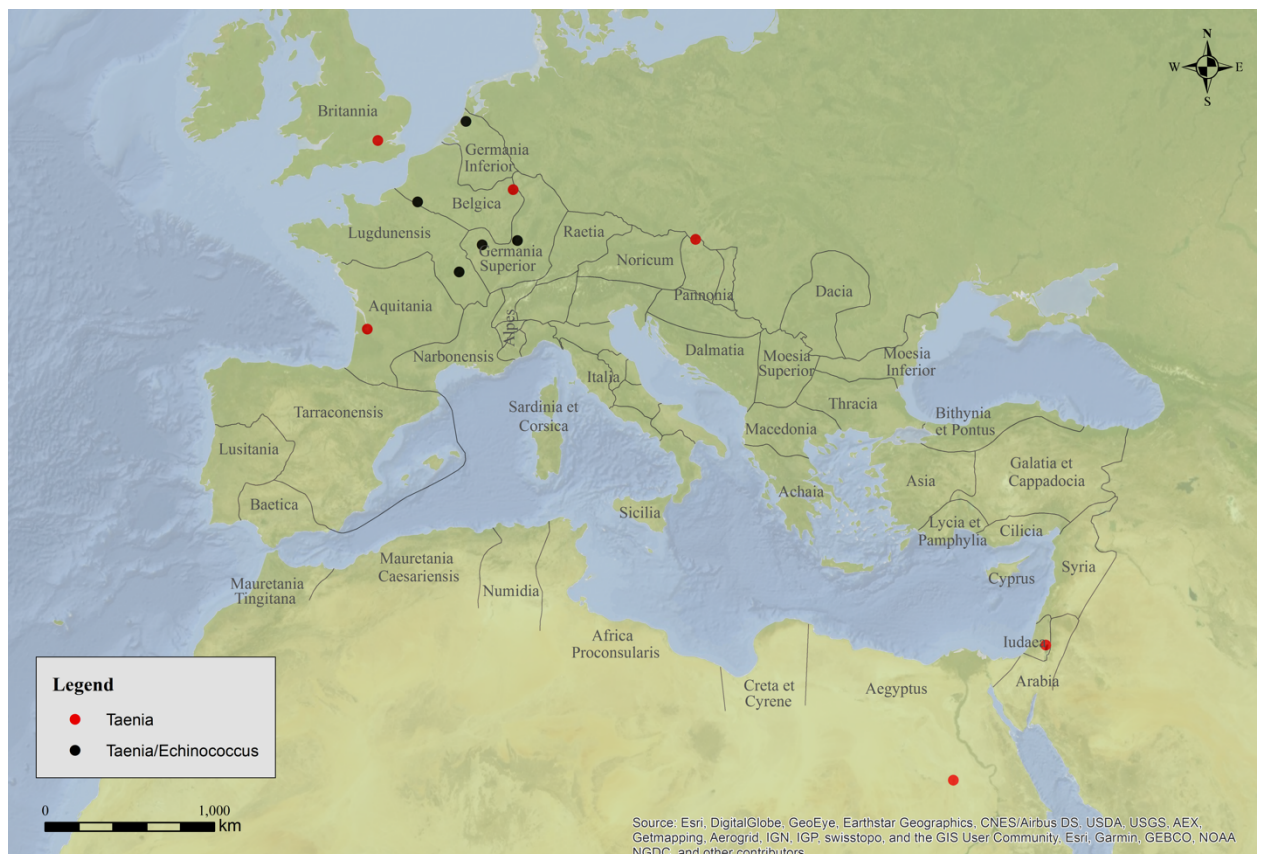 N
W E
S
Britannia
Germania
Inferior
Belgica
Lugdunensis
Raetia
Germania
Superior
Noricum
Pannonia
Dacia
Aquitania
Alpes
Narbonensis
Dalmatia
Moesia
Superior
Moesia
Inferior
Italia
Tarraconensis
Sardinia et
Corsica
Thracia
Macedonia
Bithynia
et Pontus
Lusitania
Galatia et
Cappadocia
Asia
Achaia
Baetica
Sicilia
Lycia et
Pamphylia
Cilicia
Mauretania
Caesariensis
Mauretania
Tingitana
Numidia
Cyprus
Syria
Africa
Proconsularis
Iudaea
Arabia
Creta et
Cyrene
Aegyptus
Legend
Taenia
Taenia/Echinococcus
0 1,000
km
Source: Esri, DigitalGlobe, GeoEye, Earthstar Geographics, CNES/Airbus DS, USDA, USGS, AEX,
Getmapping, Aerogrid, IGN, IGP, swisstopo, and the GIS User Community, Esri, Garmin, GEBCO, NOAA
NGDC, and other contributors